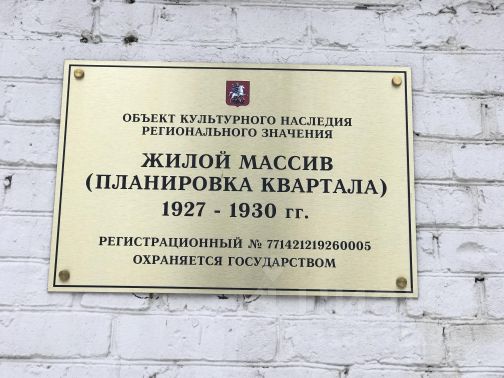 ОБЪЕКТ КУЛЬТУРНОГО НАСЛЕДИЯ
РЕГИОНАЛЬНОГО ЗНАЧЕНИЯ
ЖИЛОЙ МАССИВ
(ПЛАНИРОВКА КВАРТАЛА)
1927 - 1930 гг.
РЕГИСТРАЦИОННЫЙ № 771421219260005
ОХРАНЯЕТСЯ ГОСУДАРСТВОМ